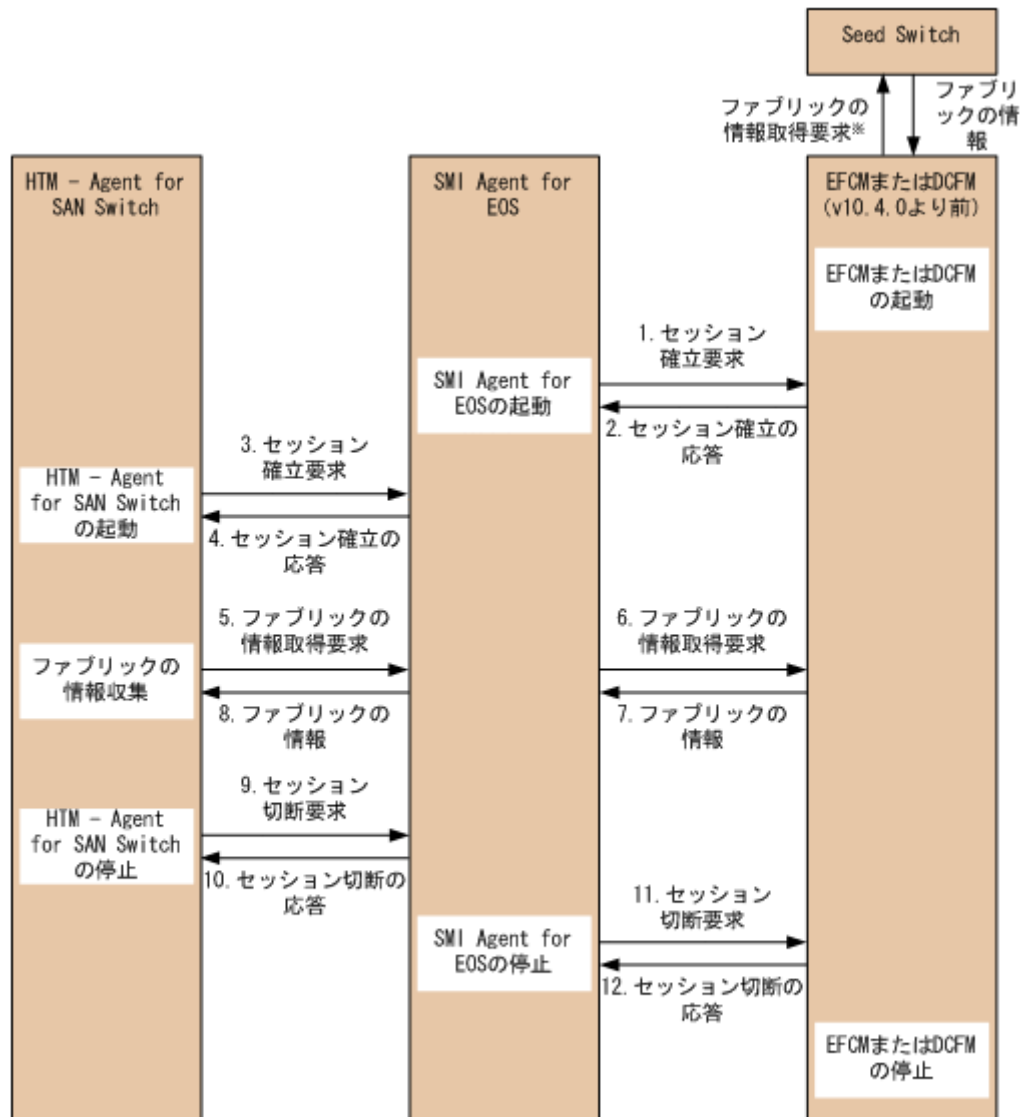 Seed Switch
ファブリックの
情報取得要求※
ファブリ
ックの情
報
HTM - Agent for
SAN Switch
SMI Agent for
EOS
EFCMまたはDCFM
(v10.4.0より前)
EFCMまたはDCFM
の起動
1.セッション
確立要求
SMI Agent for
EOSの起動
2.セッション確立の
応答
3.セッション
確立要求
HTM - Agent
for SAN Switch
の起動
4.セッション確立の
応答
5.ファブリックの
情報取得要求
6.ファブリックの
情報取得要求
ファブリックの
情報収集
8.ファブリックの
情報
7.ファブリックの
情報
9.セッション
切断要求
HTM - Agent
for SAN Switch
の停止
10.セッション切断の
応答
11.セッション
切断要求
SMI Agent for
EOSの停止
12.セッション切断の
応答
EFCMまたはDCFM
の停止